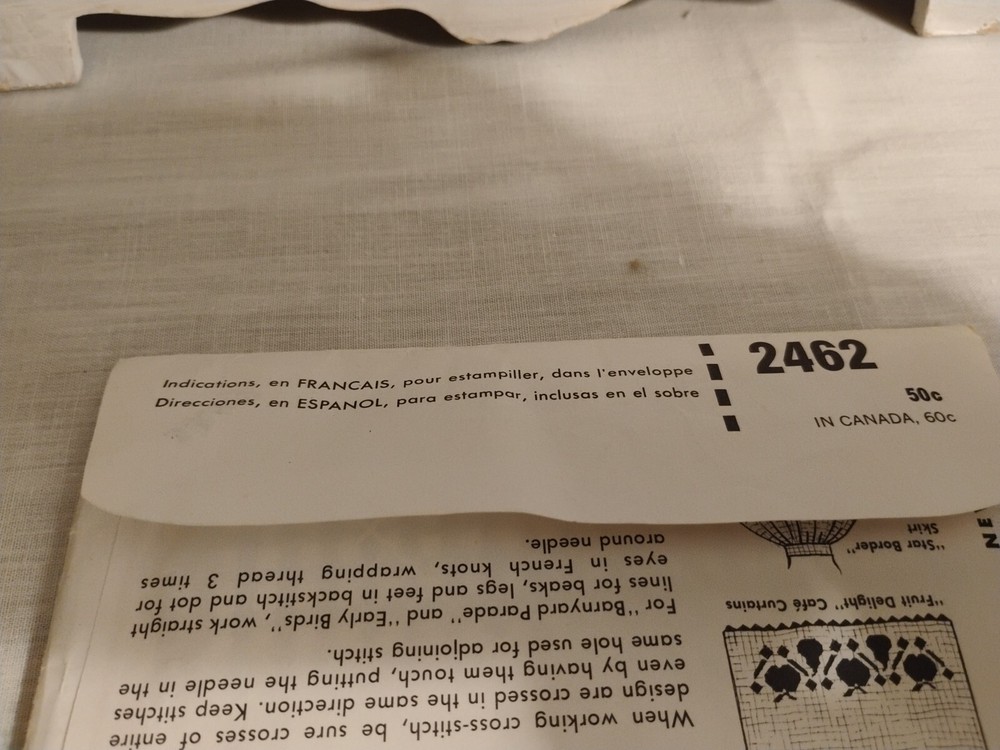 Indications, en FRANCAIS, pour estampiller, dans l'enveloppe
Direcciones, en ESPANOL, para estampar, inclusas en el sobre
2462
50c
IN CANADA, 60c
When working cross-stitch, be sure crosses of entire
design are crossed in the same direction. Keep stitches
even by having them touch, putting the needle in the
same hole used for adjoining stitch.
For "Barnyard Parade" and "Early Birds", work straight
lines for beaks, legs and feet in backstitch and dot for
eyes in French knots, wrapping thread 3 times
around needle.
"Fruit Delight" Café Curtains
"Star Border"
Skirt